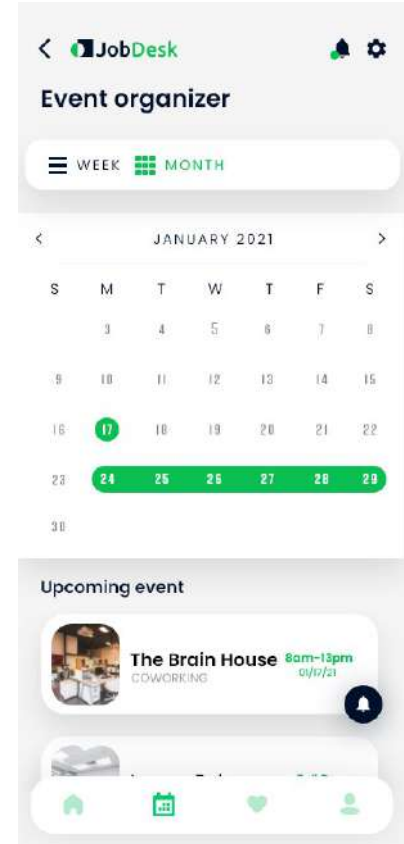 JobDesk
Event organizer
WEEK MONTH
JANUARY 2021
S M T W T F S
3 4 5 6 7 8
9 10 11 12 13 14 15
16 17 18 19 20 21 22
23 24 25 26 27 28 29
30
Upcoming event
The Brain House 8am-13pm
COWORKING 01/17/21